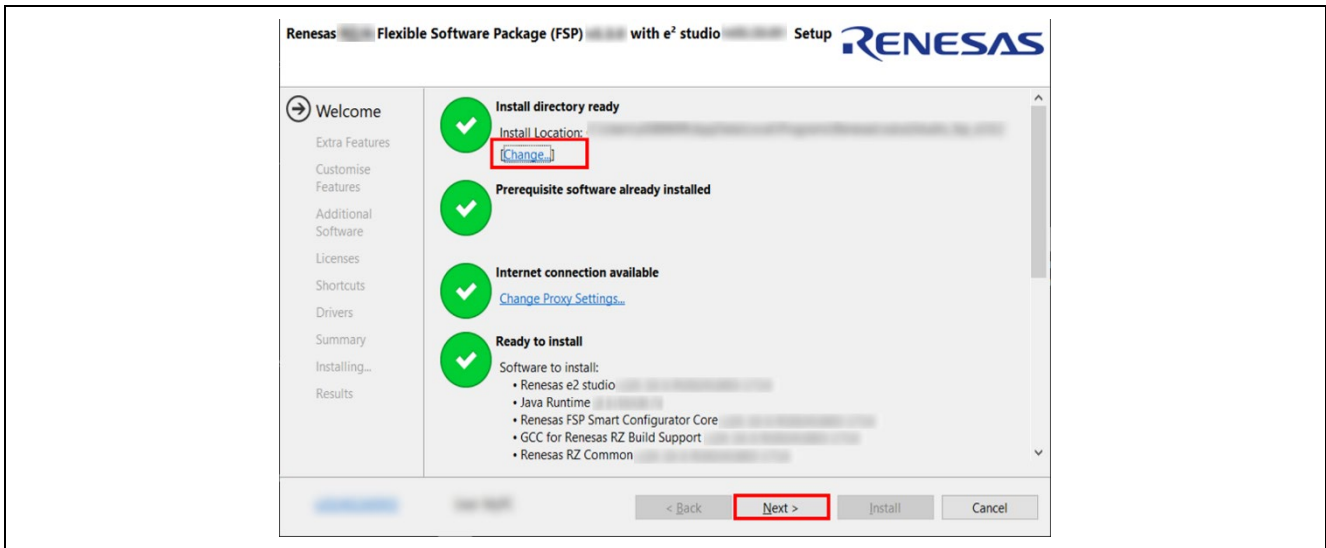 Renesas Flexible Software Package (FSP) with e² studio Setup
RENESAS
Welcome
Extra Features
Customise
Features
Additional
Software
Licenses
Shortcuts
Drivers
Summary
Installing...
Results
Install directory ready
Install Location:
[Change...]
Prerequisite software already installed
Internet connection available
Change Proxy Settings...
Ready to install
Software to install:
• Renesas e2 studio
• Java Runtime
• Renesas FSP Smart Configurator Core
• GCC for Renesas RZ Build Support
• Renesas RZ Common
< Back
Next >
Install
Cancel